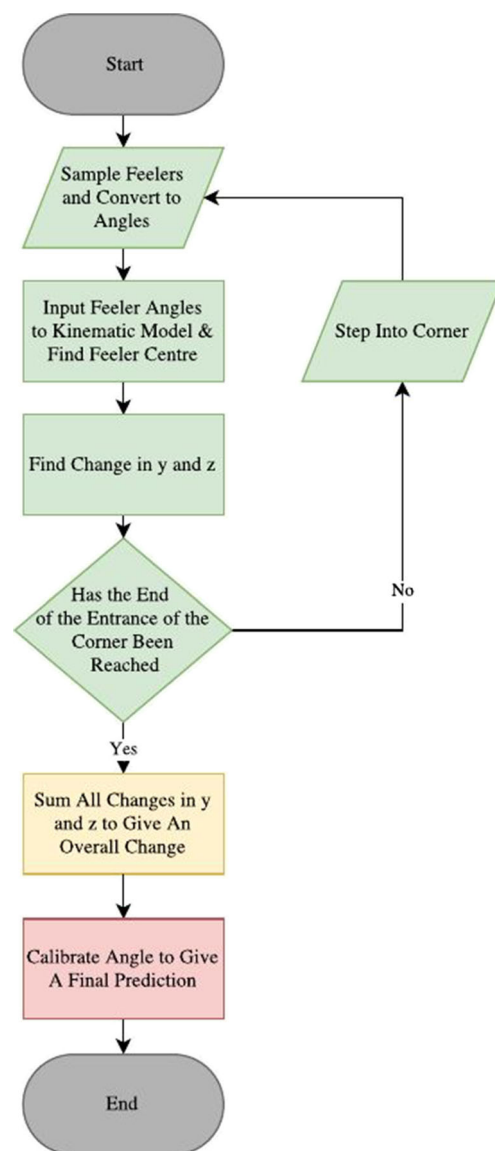 Start
Sample Feelers
and Convert to
Angles
Input Feeler Angles
to Kinematic Model &
Find Feeler Centre
Step Into Corner
Find Change in y and z
Has the End
of the Entrance of the
Corner Been
Reached
No
Yes
Sum All Changes in y
and z to Give An
Overall Change
Calibrate Angle to Give
A Final Prediction
End